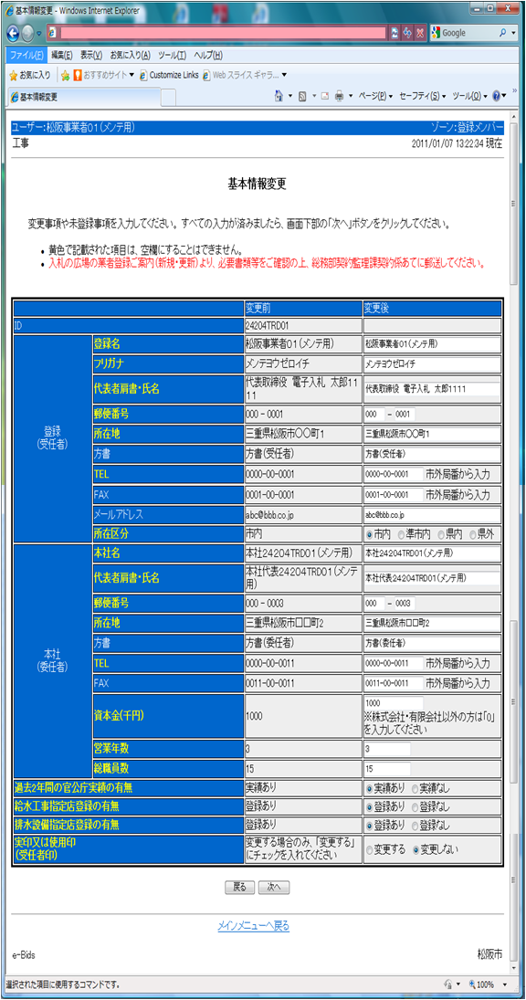 基本情報変更 - Windows Internet Explorer
Google
ファイル(F) 編集(E) 表示(V) お気に入り(A) ツール(T) ヘルプ(H)
お気に入り おすすめサイト Customize Links Web スライス ギャラ...
基本情報変更 ページ(P) セーフティ(S) ツール(O)
ユーザー:松阪事業者01(メンテ用) ゾーン:登録メンバー
工事 2011/01/07 13:22:34 現在
基本情報変更
変更事項や未登録事項を入力してください。すべての入力が済みましたら、画面下部の「次へ」ボタンをクリックしてください。
• 黄色で記載された項目は、空欄にすることはできません。
• 入札の広場の業者登録ご案内(新規・更新)より、必要書類等をご確認の上、総務部契約監理課契約係あてに郵送してください。
変更前 変更後
ID 24204TRD01
登録
(受任者)
登録名 松阪事業者01(メンテ用) 松阪事業者01(メンテ用)
フリガナ メンテヨウゼロイチ メンテヨウゼロイチ
代表者肩書・氏名 代表取締役 電子入札 太郎11
11 代表取締役 電子入札 太郎1111
郵便番号 000 - 0001 000 - 0001
所在地 三重県松阪市〇〇町1 三重県松阪市〇〇町1
方書 方書(受任者) 方書(受任者)
TEL 0000-00-0001 0000-00-0001 市外局番から入力
FAX 0001-00-0001 0001-00-0001 市外局番から入力
メールアドレス abc@bbb.co.jp abc@bbb.co.jp
所在区分 市内 市内 準市内 県内 県外
本社
(委任者)
本社名 本社24204TRD01(メンテ用) 本社24204TRD01(メンテ用)
代表者肩書・氏名 本社代表24204TRD01(メンテ
用) 本社代表24204TRD01(メンテ用)
郵便番号 000 - 0003 000 - 0003
所在地 三重県松阪市□□町2 三重県松阪市□□町2
方書 方書(委任者) 方書(委任者)
TEL 0000-00-0011 0000-00-0011 市外局番から入力
FAX 0011-00-0011 0011-00-0011 市外局番から入力
資本金(千円) 1000 1000
※株式会社・有限会社以外の方は「0」
を入力してください
営業年数 3 3
総職員数 15 15
過去2年間の官公庁実績の有無 実績あり 実績あり 実績なし
給水工事指定店登録の有無 登録あり 登録あり 登録なし
排水設備指定店登録の有無 登録あり 登録あり 登録なし
実印又は使用印
(受任者印) 変更する場合のみ、「変更する」
にチェックを入れてください 変更する 変更しない
戻る 次へ
メインメニューへ戻る
e-Bids 松阪市
選択された項目に使用するコマンドです。 100%